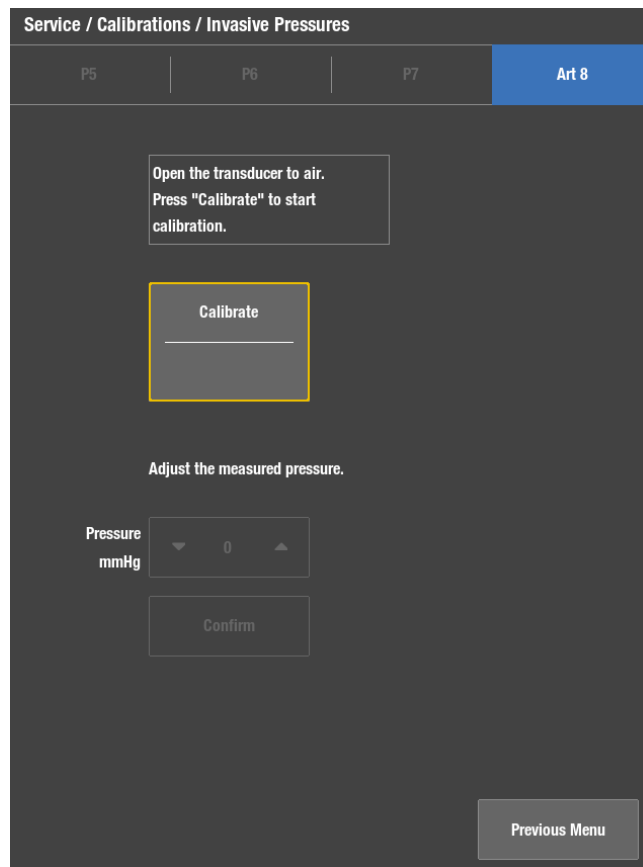 Service / Calibrations / Invasive Pressures
P5 P6 P7 Art 8
Open the transducer to air.
Press "Calibrate" to start
calibration.
Calibrate
Adjust the measured pressure.
Pressure
mmHg
0
Confirm
Previous Menu